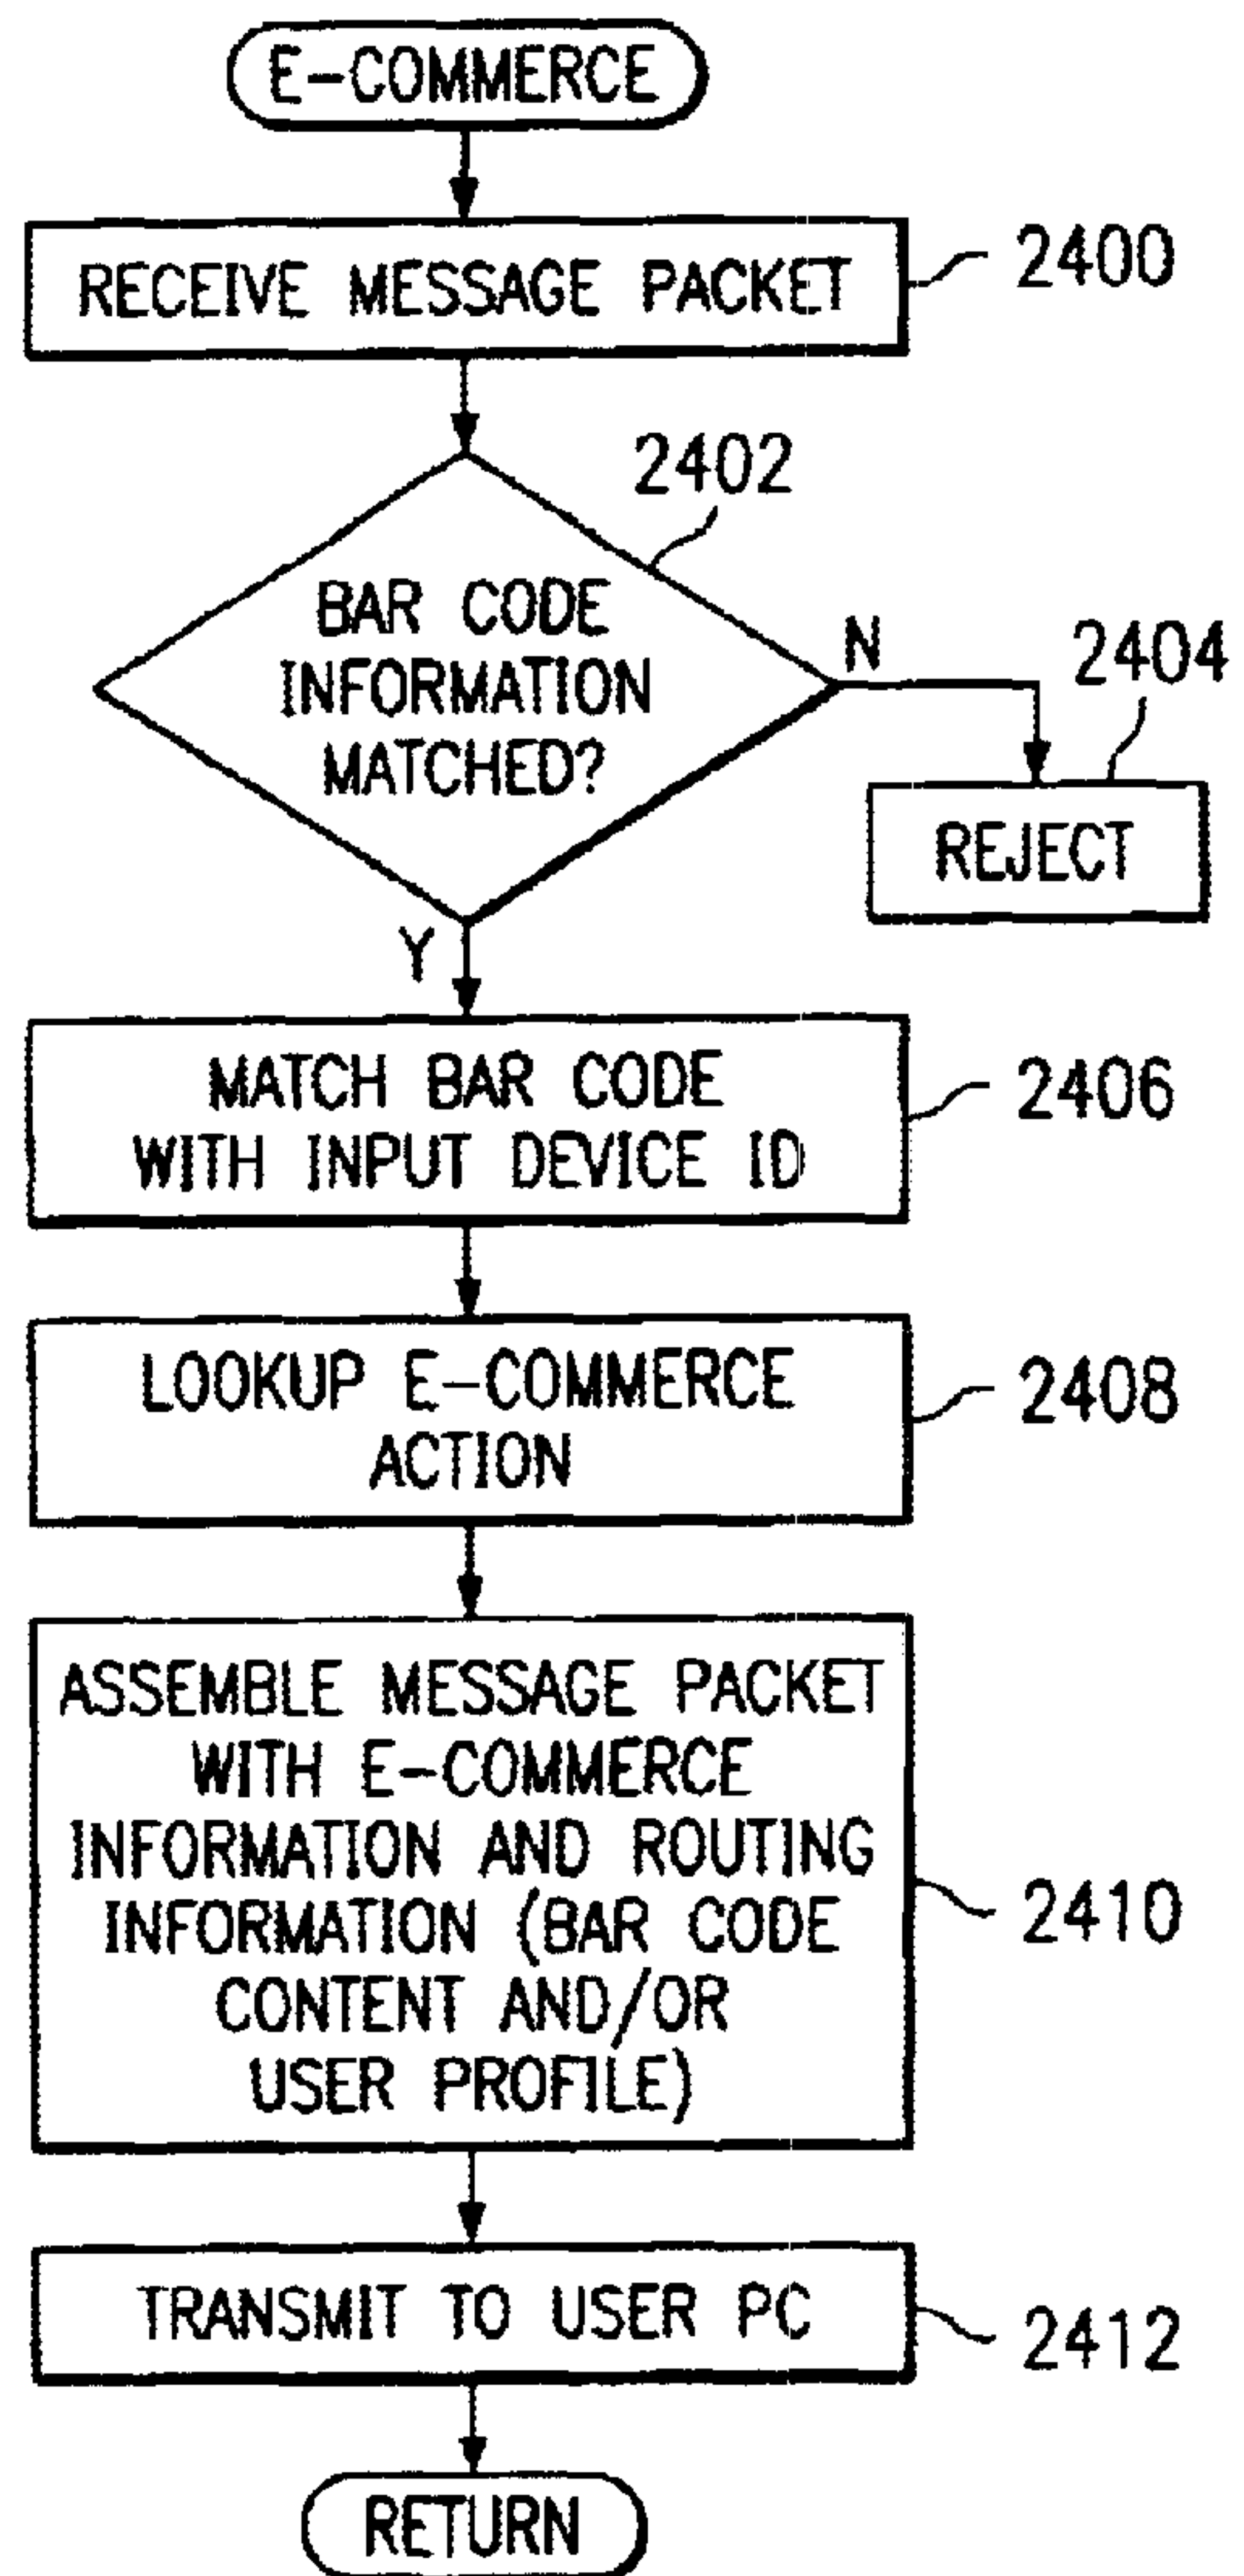 E-COMMERCE
RECEIVE MESSAGE PACKET
2400
2402
BAR CODE
INFORMATION
MATCHED?
N
2404
REJECT
Y
MATCH BAR CODE
WITH INPUT DEVICE ID
2406
LOOKUP E-COMMERCE
ACTION
2408
ASSEMBLE MESSAGE PACKET
WITH E-COMMERCE
INFORMATION AND ROUTING
INFORMATION (BAR CODE
CONTENT AND/OR
USER PROFILE)
2410
TRANSMIT TO USER PC
2412
RETURN